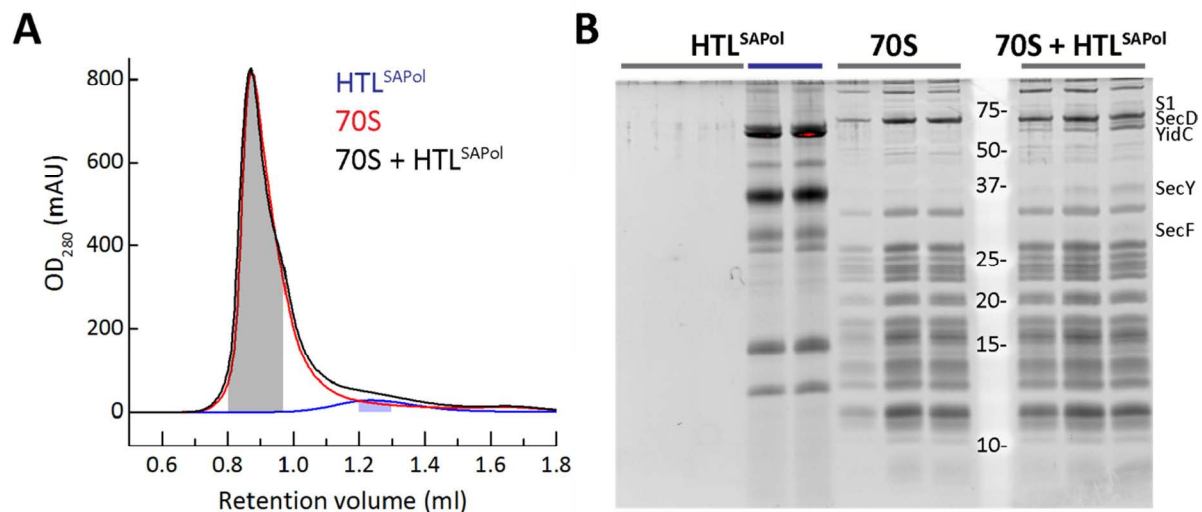 A
HTL^SAPol
70S
70S + HTL^SAPol
OD280 (mAU)
800
600
400
200
0
0.6 0.8 1.0 1.2 1.4 1.6 1.8
Retention volume (ml)
B
HTL^SAPol 70S 70S + HTL^SAPol
75-
50-
37-
25-
20-
15-
10-
S1
SecD
YidC
SecY
SecF